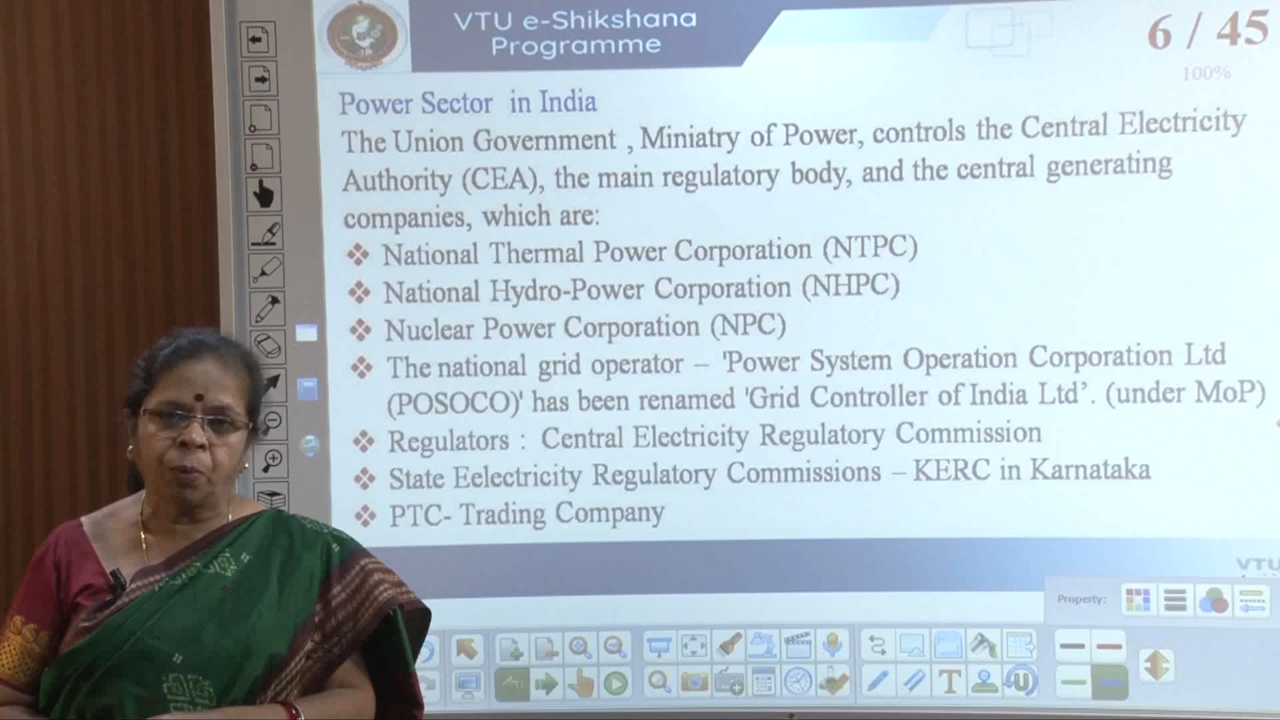 VTU e-Shikshana
Programme
6 / 45
100%
Power Sector in India
The Union Government , Miniatry of Power, controls the Central Electricity
Authority (CEA), the main regulatory body, and the central generating
companies, which are:
❖ National Thermal Power Corporation (NTPC)
❖ National Hydro-Power Corporation (NHPC)
❖ Nuclear Power Corporation (NPC)
❖ The national grid operator – 'Power System Operation Corporation Ltd
(POSOCO)' has been renamed 'Grid Controller of India Ltd’. (under MoP)
❖ Regulators : Central Electricity Regulatory Commission
❖ State Eelectricity Regulatory Commissions – KERC in Karnataka
❖ PTC- Trading Company
VTU
Property: